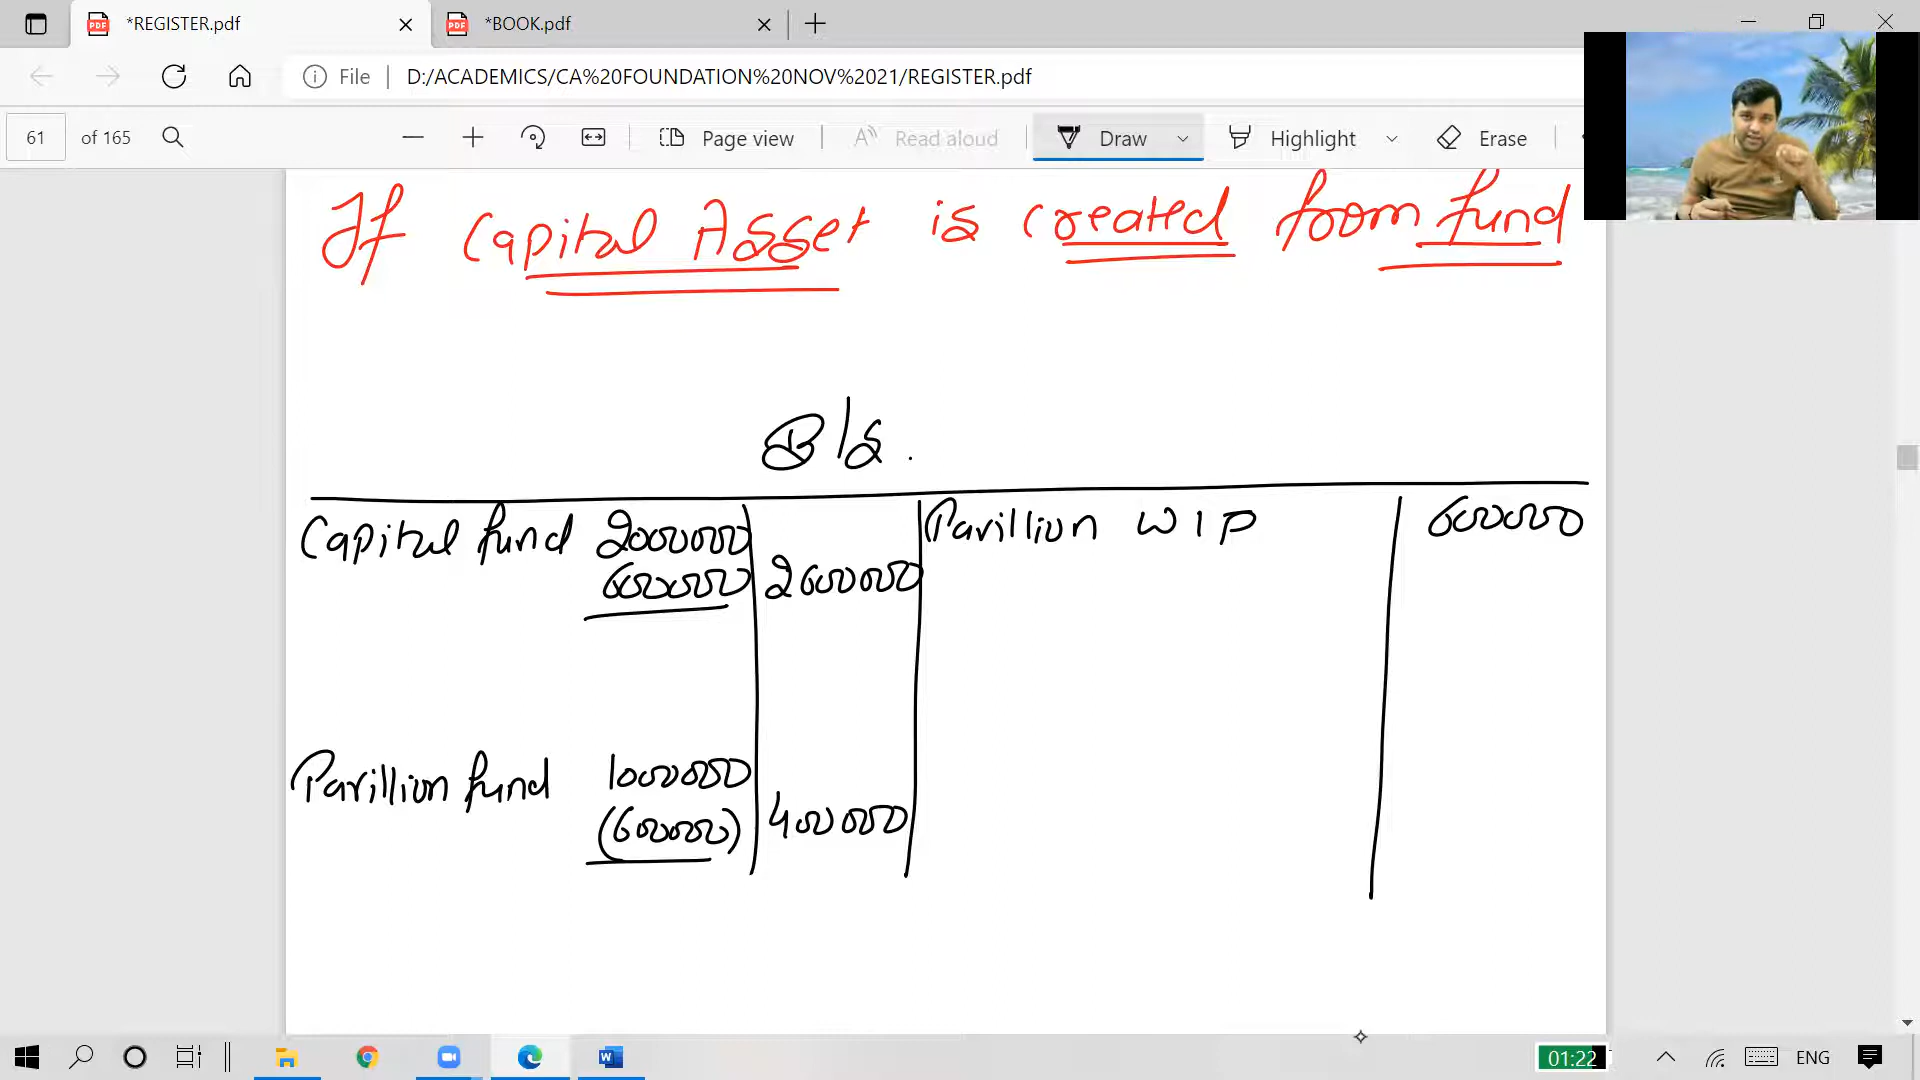 *REGISTER.pdf
*BOOK.pdf
File D:/ACADEMICS/CA%20FOUNDATION%20NOV%2021/REGISTER.pdf
61 of 165 Page view Read aloud Draw Highlight Erase
If Capital Asset is created from fund
B/S.
Capital fund 2000000 Pavillion WIP 600000
600000 2600000
Pavillion fund 1000000
(600000) 400000
01:22 ENG